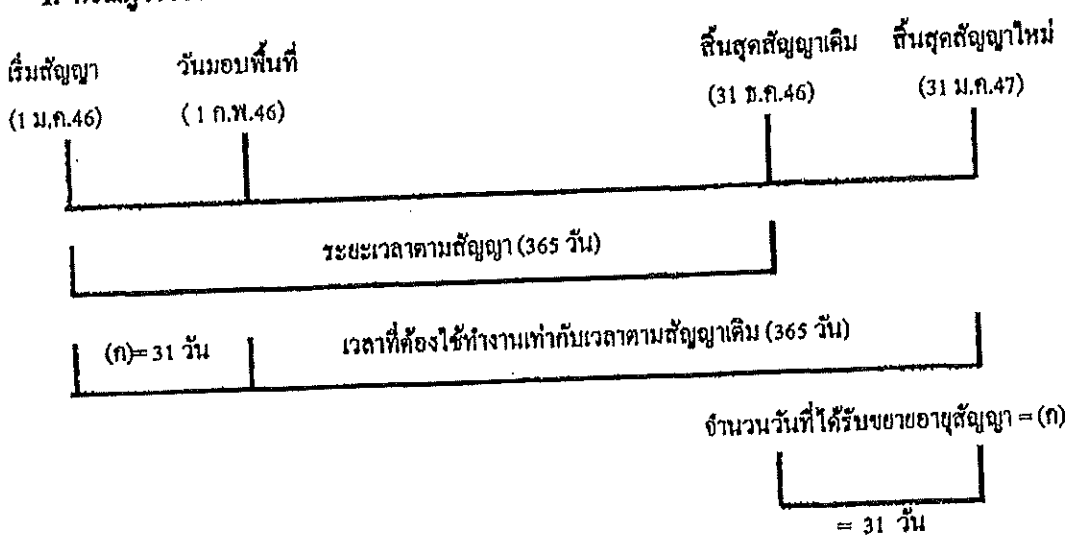 เริ่มสัญญา
(1 ม.ค.46)
วันมอบพื้นที่
( 1 ก.พ.46)
สิ้นสุดสัญญาเดิม
(31 ธ.ค.46)
สิ้นสุดสัญญาใหม่
(31 ม.ค.47)
ระยะเวลาตามสัญญา (365 วัน)
(ก)= 31 วัน
เวลาที่ต้องใช้ทำงานเท่ากับเวลาตามสัญญาเดิม (365 วัน)
จำนวนวันที่ได้รับขยายอายุสัญญา = (ก)
= 31 วัน